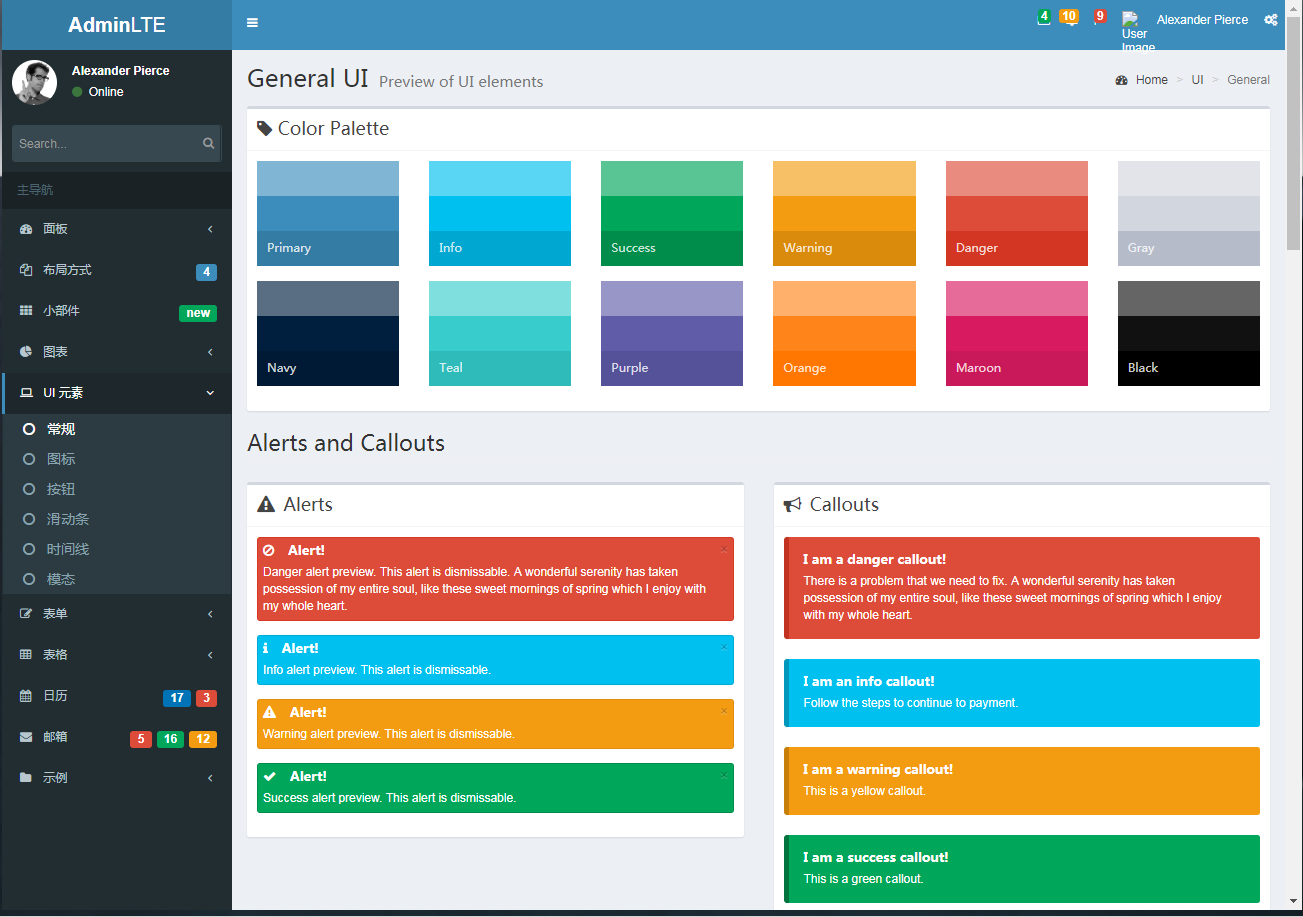 AdminLTE
4
10
9
User
Image
Alexander Pierce
Alexander Pierce
Online
Search...
主导航
面板
布局方式
4
小部件
new
图表
UI 元素
常规
图标
按钮
滑动条
时间线
模态
表单
表格
日历
17
3
邮箱
5
16
12
示例
General UI Preview of UI elements
Home > UI > General
Color Palette
Primary
Info
Success
Warning
Danger
Gray
Navy
Teal
Purple
Orange
Maroon
Black
Alerts and Callouts
Alerts
× 
Alert!
Danger alert preview. This alert is dismissable. A wonderful serenity has taken
possession of my entire soul, like these sweet mornings of spring which I enjoy with
my whole heart.
×
Alert!
Info alert preview. This alert is dismissable.
×
Alert!
Warning alert preview. This alert is dismissable.
×
Alert!
Success alert preview. This alert is dismissable.
Callouts
I am a danger callout!
There is a problem that we need to fix. A wonderful serenity has taken
possession of my entire soul, like these sweet mornings of spring which I enjoy
with my whole heart.
I am an info callout!
Follow the steps to continue to payment.
I am a warning callout!
This is a yellow callout.
I am a success callout!
This is a green callout.